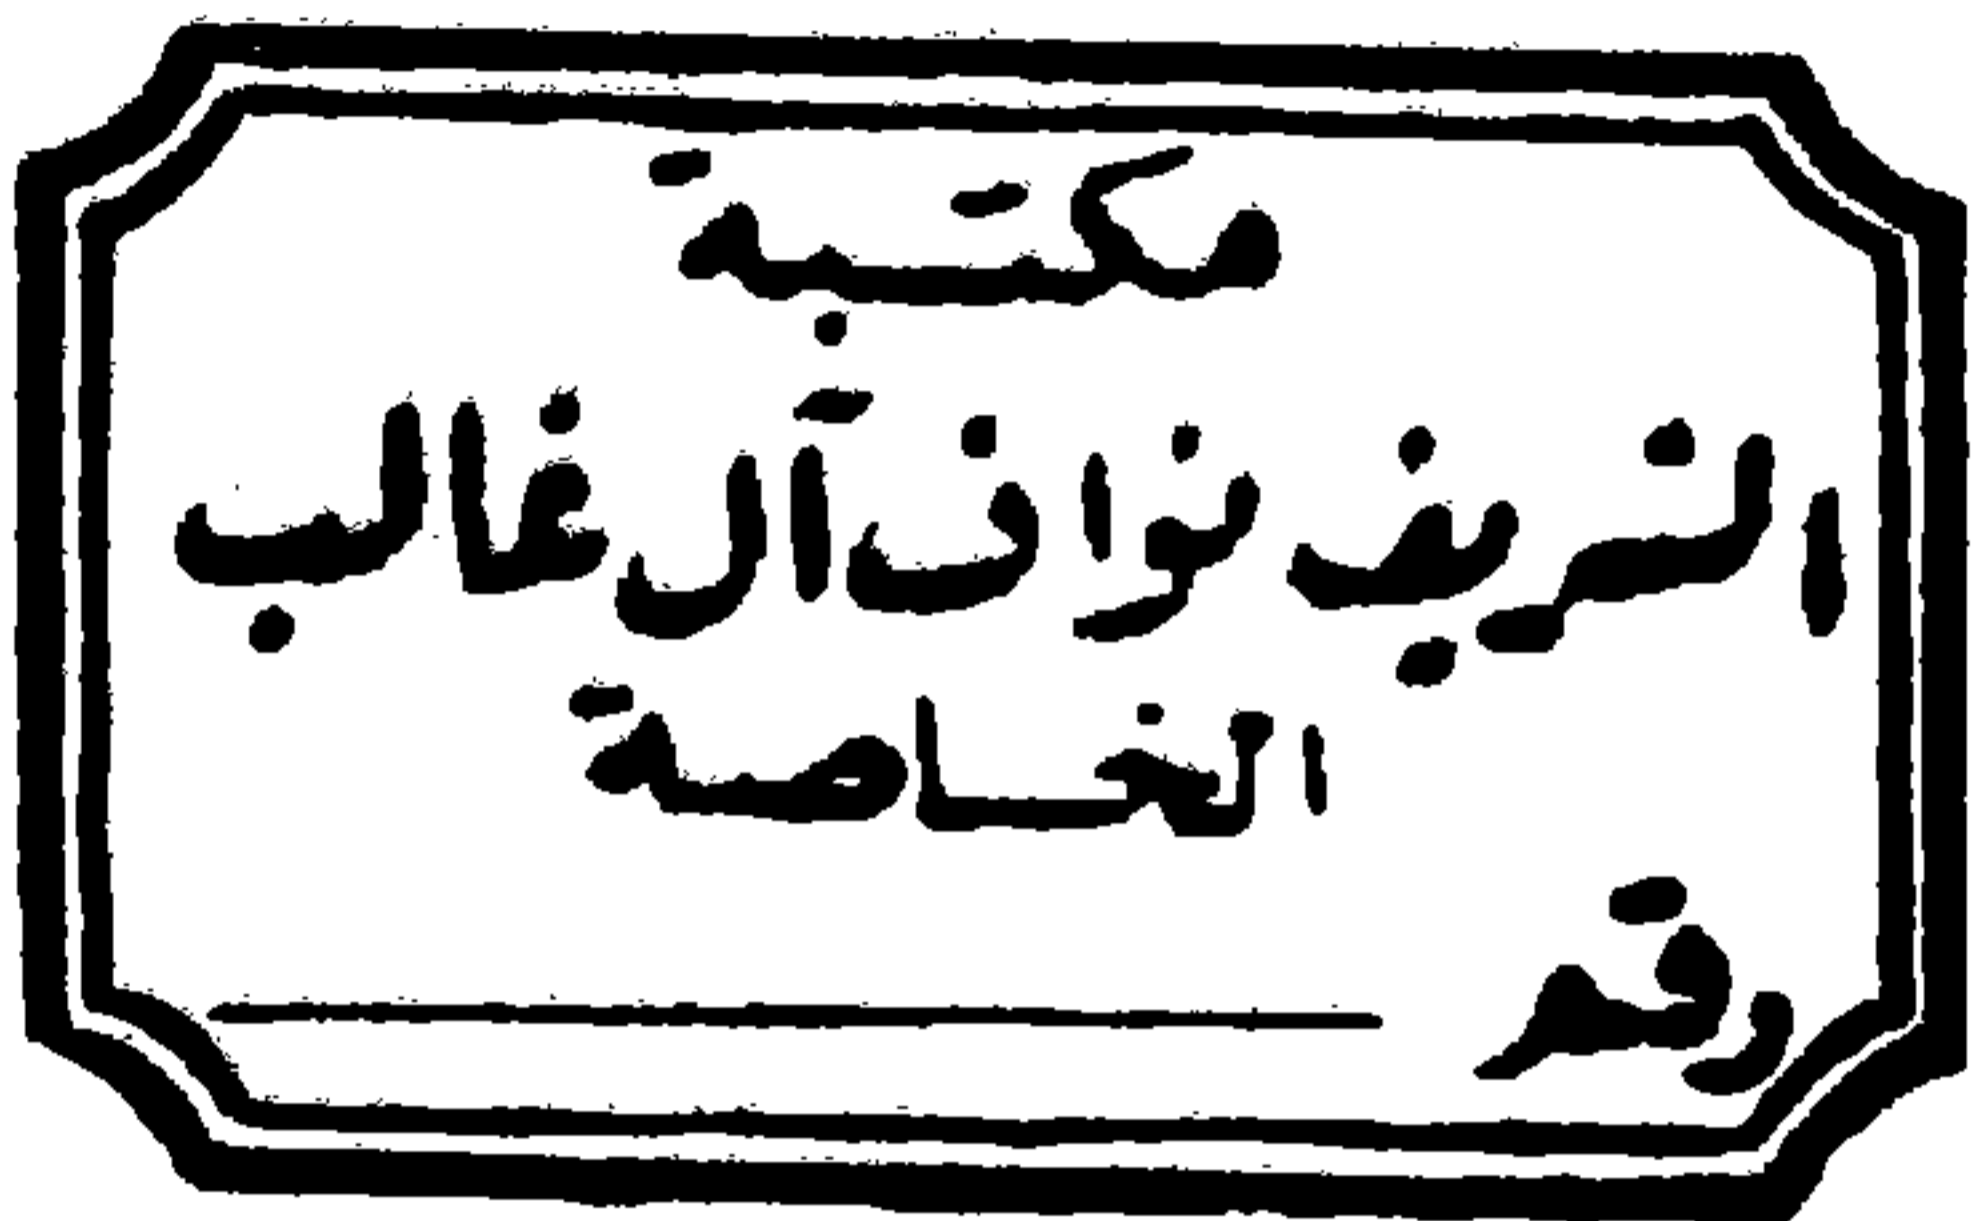 مكتبة
الشريف نواف آل غالب
الخاصة
رقم